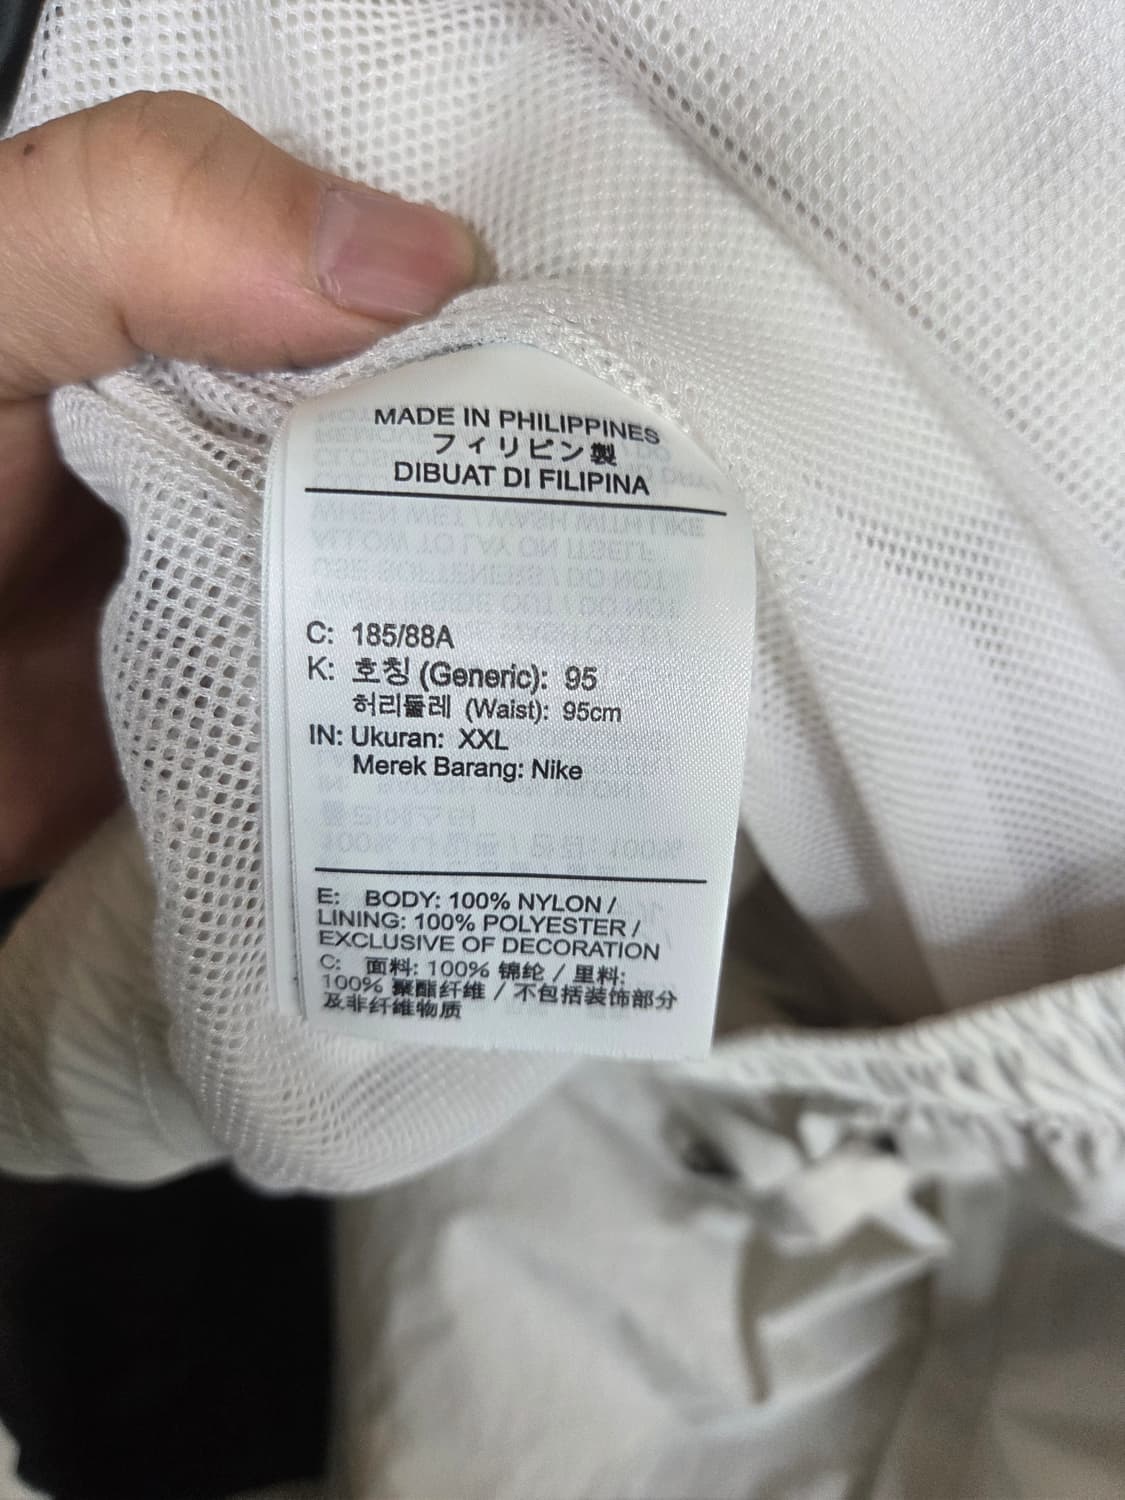 MADE IN PHILIPPINES
フィリピン製
DIBUAT DI FILIPINA
C: 185/88A
K: 호칭 (Generic): 95
허리둘레 (Waist): 95cm
IN: Ukuran: XXL
Merek Barang: Nike
E: BODY: 100% NYLON /
LINING: 100% POLYESTER /
EXCLUSIVE OF DECORATION
C: 面料: 100% 锦纶 / 里料:
100% 聚酯纤维 / 不包括装饰部分
及非纤维物质